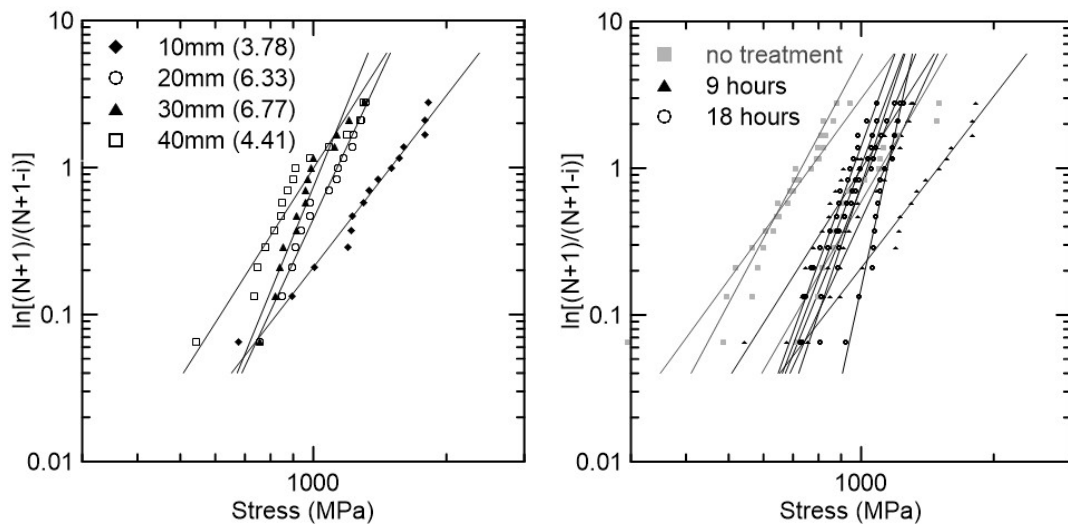 10
1
0.1
0.01
ln[(N+1)/(N+1-i)]
10mm (3.78)
20mm (6.33)
30mm (6.77)
40mm (4.41)
1000
Stress (MPa)
10
1
0.1
0.01
ln[(N+1)/(N+1-i)]
no treatment
9 hours
18 hours
1000
Stress (MPa)